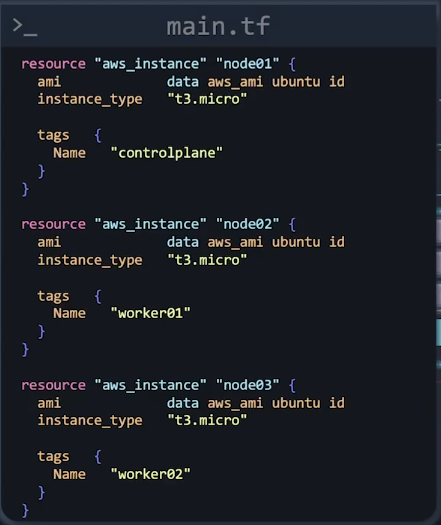 >_ main.tf
resource "aws_instance" "node01" {
ami data aws_ami ubuntu id
instance_type "t3.micro"
tags {
Name "controlplane"
}
}
resource "aws_instance" "node02" {
ami data aws_ami ubuntu id
instance_type "t3.micro"
tags {
Name "worker01"
}
}
resource "aws_instance" "node03" {
ami data aws_ami ubuntu id
instance_type "t3.micro"
tags {
Name "worker02"
}
}